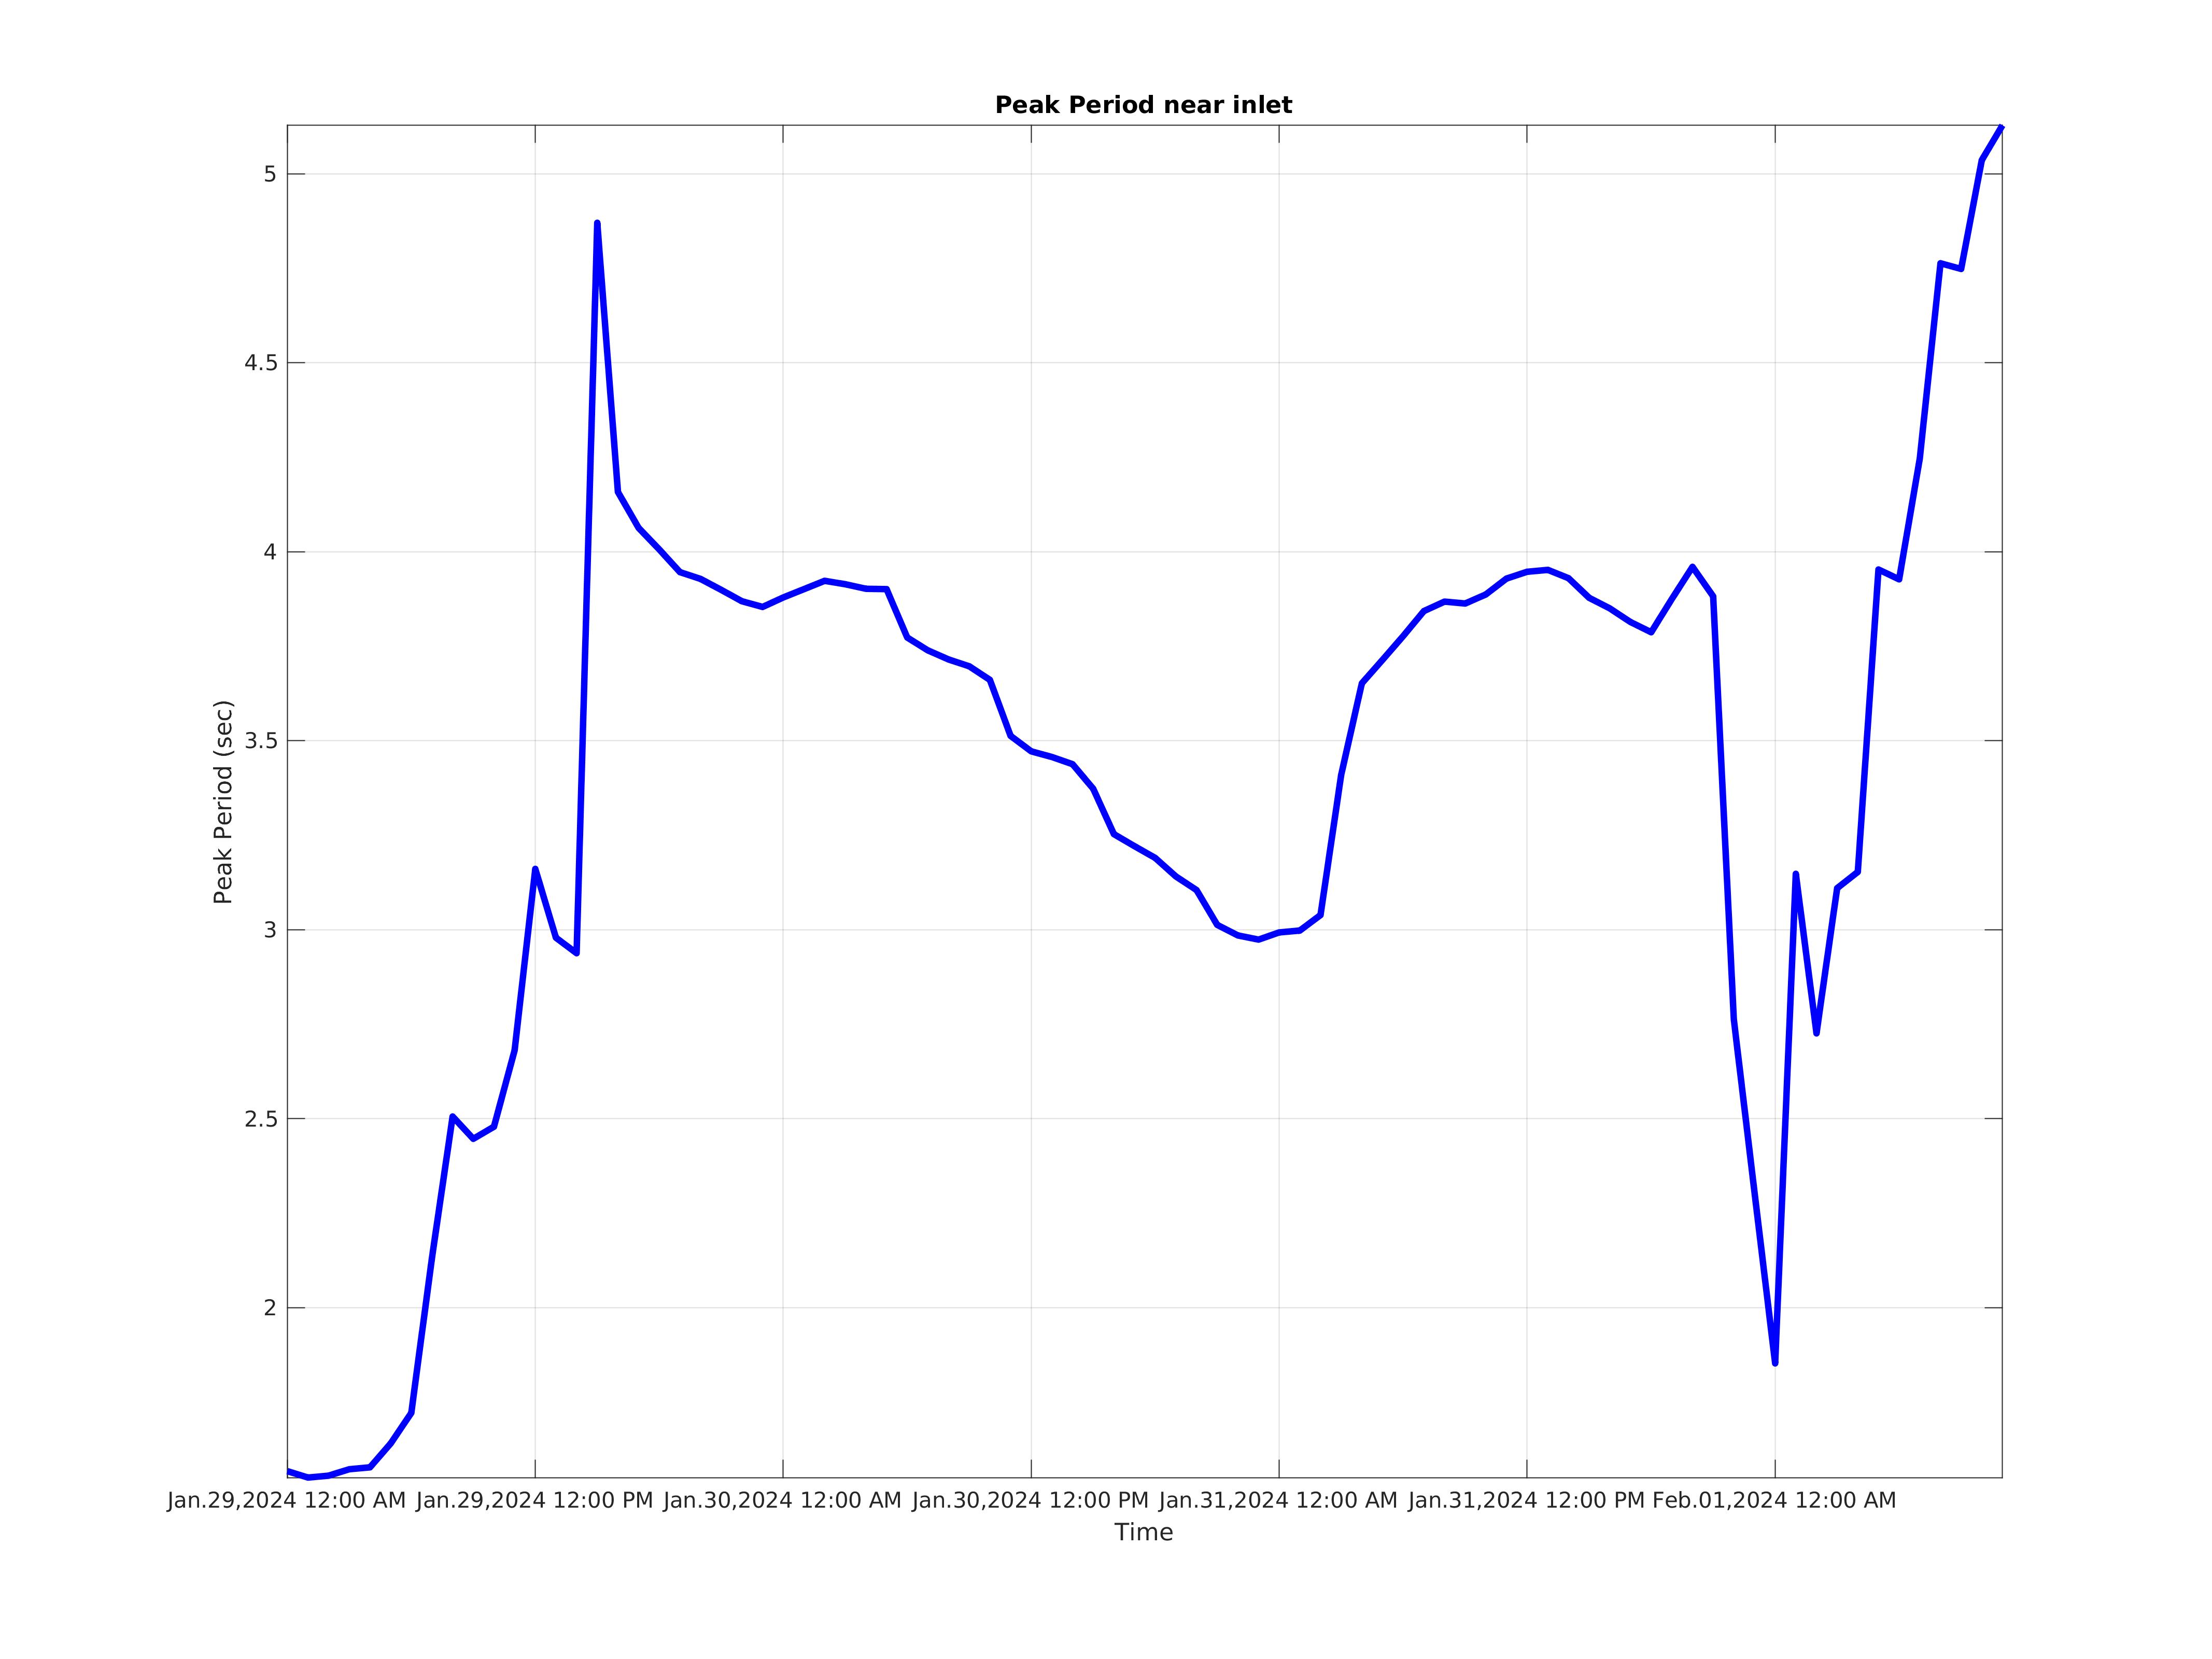 Peak Period near inlet
5
4.5
4
3.5
3
2.5
2
Peak Period (sec)
Jan.29,2024 12:00 AM Jan.29,2024 12:00 PM Jan.30,2024 12:00 AM Jan.30,2024 12:00 PM Jan.31,2024 12:00 AM Jan.31,2024 12:00 PM Feb.01,2024 12:00 AM
Time